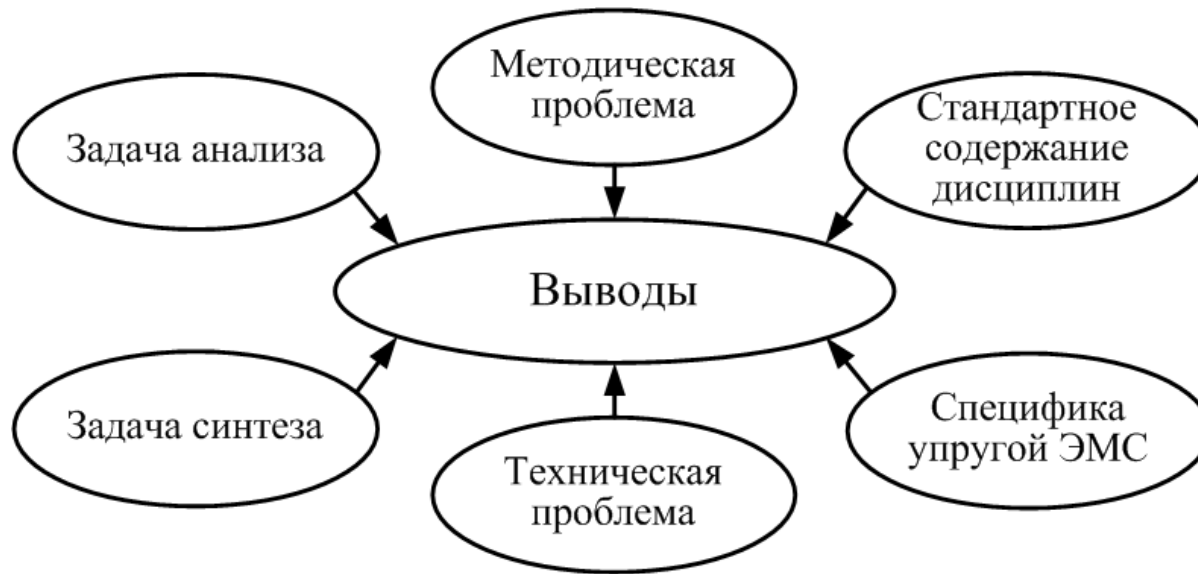 Методическая
проблема
Задача анализа
Стандартное
содержание
дисциплин
Выводы
Задача синтеза
Техническая
проблема
Специфика
упругой ЭМС